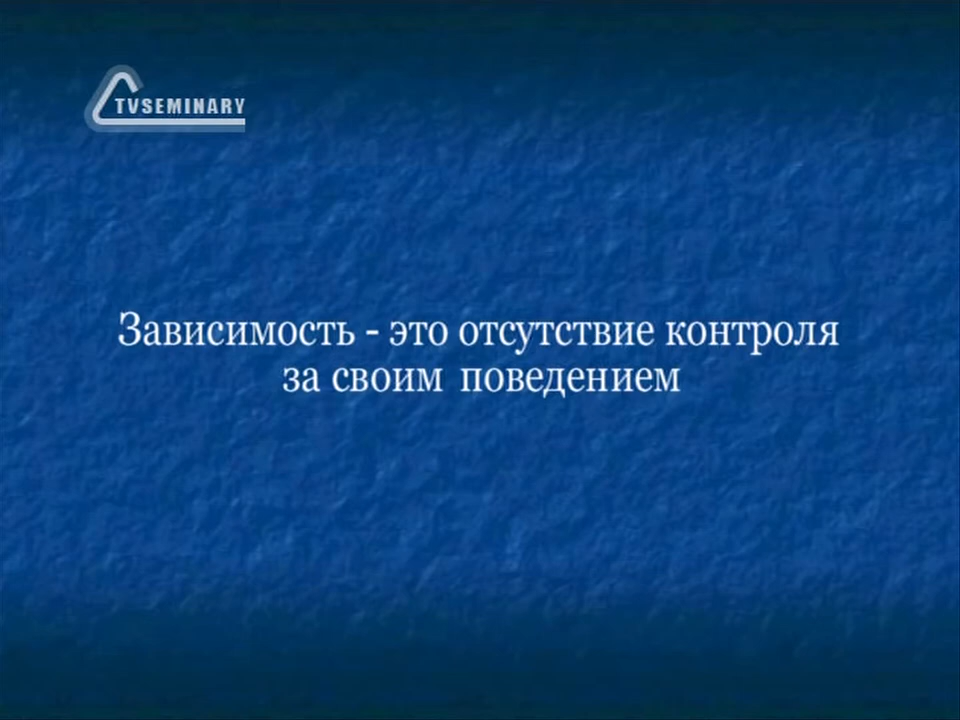 TVSEMINARY
Зависимость - это отсутствие контроля
за своим поведением